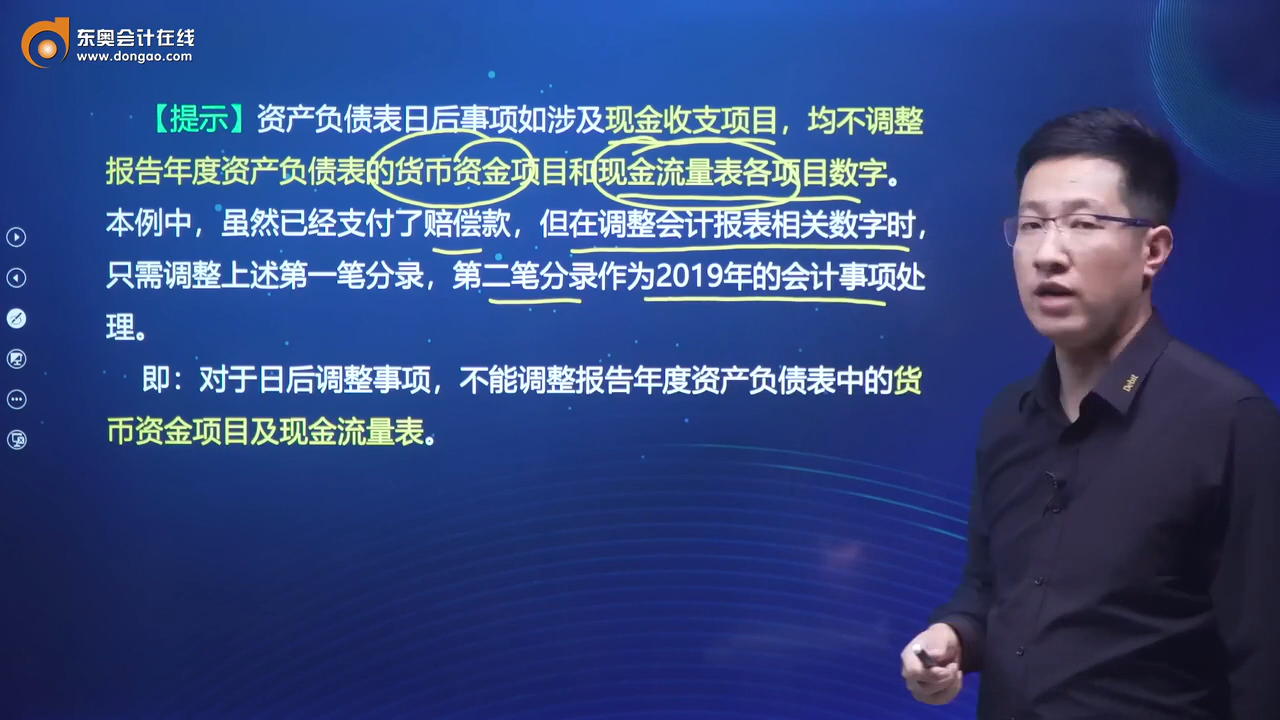 东奥会计在线
www.dongao.com
【提示】资产负债表日后事项如涉及现金收支项目，均不调整
报告年度资产负债表的货币资金项目和现金流量表各项目数字。
本例中，虽然已经支付了赔偿款，但在调整会计报表相关数字时，
只需调整上述第一笔分录，第二笔分录作为2019年的会计事项处
理。
即：对于日后调整事项，不能调整报告年度资产负债表中的货
币资金项目及现金流量表。
Debit